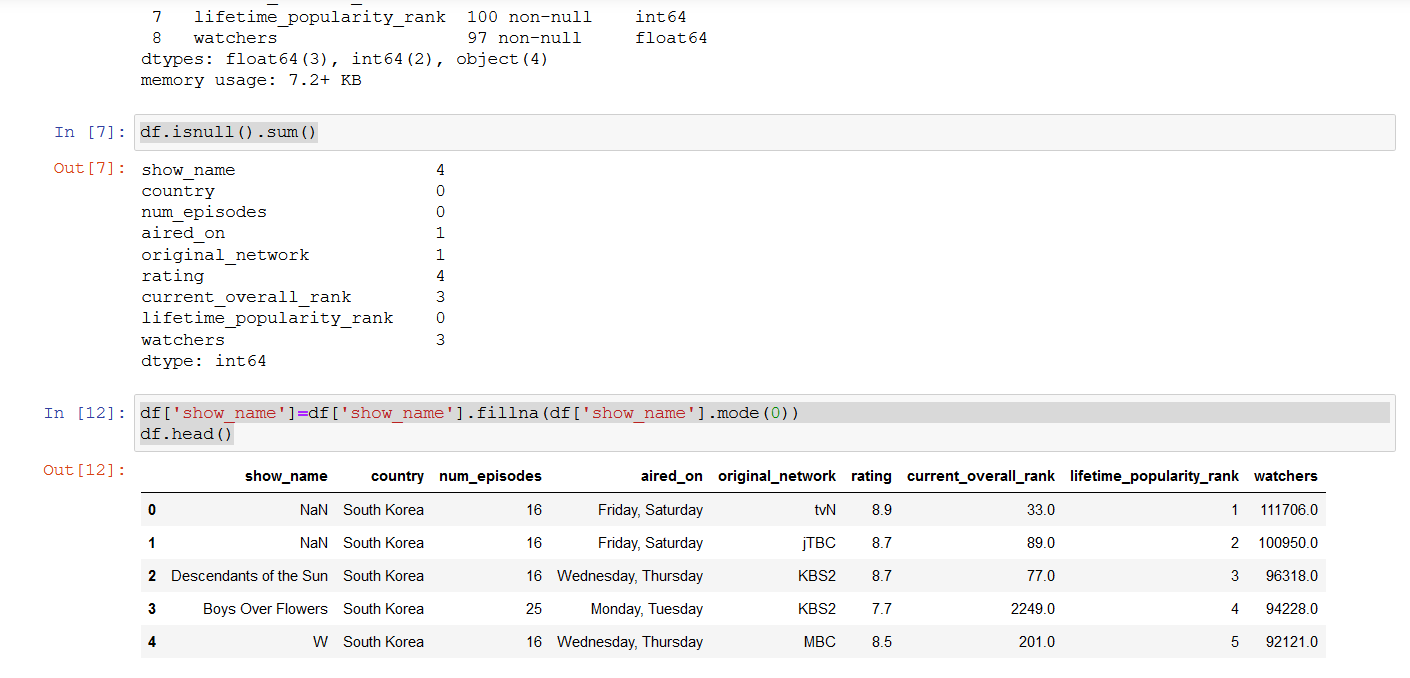 7 lifetime_popularity_rank 100 non-null int64
8 watchers 97 non-null float64
dtypes: float64(3), int64(2), object(4)
memory usage: 7.2+ KB
In [7]: df.isnull().sum()
Out[7]: show_name 4
country 0
num_episodes 0
aired_on 1
original_network 1
rating 4
current_overall_rank 3
lifetime_popularity_rank 0
watchers 3
dtype: int64
In [12]: df['show_name']=df['show_name'].fillna(df['show_name'].mode(0))
df.head()
Out[12]:
show_name country num_episodes aired_on original_network rating current_overall_rank lifetime_popularity_rank watchers
0 NaN South Korea 16 Friday, Saturday tvN 8.9 33.0 1 111706.0
1 NaN South Korea 16 Friday, Saturday jTBC 8.7 89.0 2 100950.0
2 Descendants of the Sun South Korea 16 Wednesday, Thursday KBS2 8.7 77.0 3 96318.0
3 Boys Over Flowers South Korea 25 Monday, Tuesday KBS2 7.7 2249.0 4 94228.0
4 W South Korea 16 Wednesday, Thursday MBC 8.5 201.0 5 92121.0